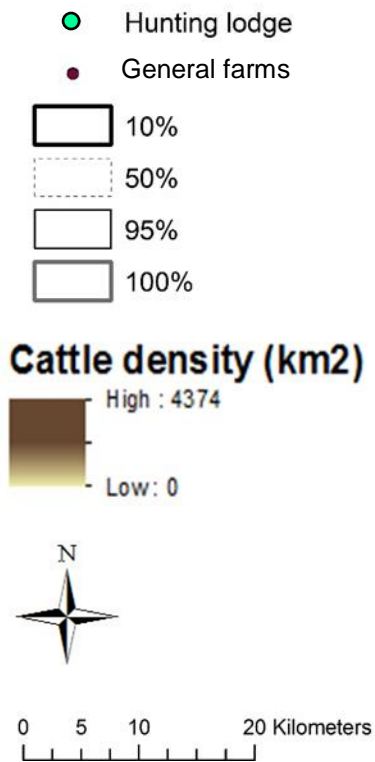 Hunting lodge
General farms
10%
50%
95%
100%
Cattle density (km2)
High : 4374
Low: 0
N
0 5 10 20 Kilometers